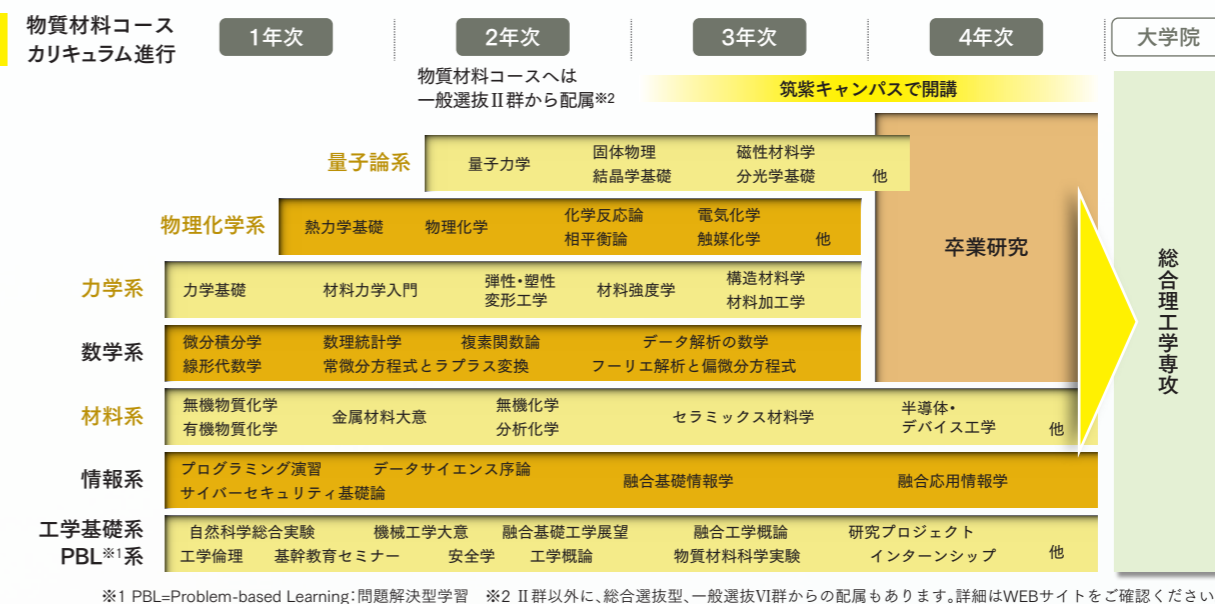 物質材料コース
カリキュラム進行
1年次
2年次
3年次
4年次
大学院
物質材料コースへは
一般選抜Ⅱ群から配属※2
筑紫キャンパスで開講
量子論系
量子力学
固体物理
結晶学基礎
磁性材料学
分光学基礎
他
物理化学系
熱力学基礎
物理化学
化学反応論
相平衡論
電気化学
触媒化学
他
卒業研究
力学系
力学基礎
材料力学入門
弾性・塑性
変形工学
材料強度学
構造材料学
材料加工学
数学系
微分積分学
線形代数学
数理統計学
複素関数論
常微分方程式とラプラス変換
データ解析の数学
フーリエ解析と偏微分方程式
材料系
無機物質化学
有機物質化学
金属材料大意
無機化学
分析化学
セラミックス材料学
半導体・
デバイス工学
他
情報系
プログラミング演習
データサイエンス序論
サイバーセキュリティ基礎論
融合基礎情報学
融合応用情報学
工学基礎系
PBL※1系
自然科学総合実験
機械工学大意
融合基礎工学展望
融合工学概論
研究プロジェクト
工学倫理
基幹教育セミナー
安全学
工学概論
物質材料科学実験
インターンシップ
他
総合理工学専攻
※1 PBL=Problem-based Learning:問題解決型学習 ※2 Ⅱ群以外に、総合選抜型、一般選抜Ⅵ群からの配属もあります。詳細はWEBサイトをご確認ください